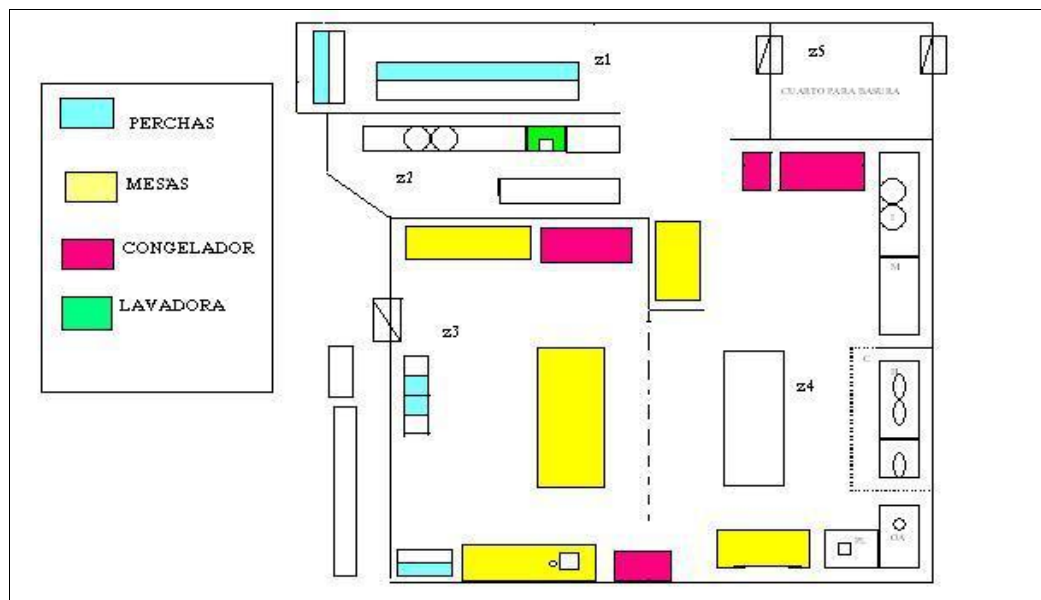 z1
z5
CUARTO PARA BASURA
PERCHAS
z2
MESAS
CONGELADOR
LAVADORA
z3
z4
M
C